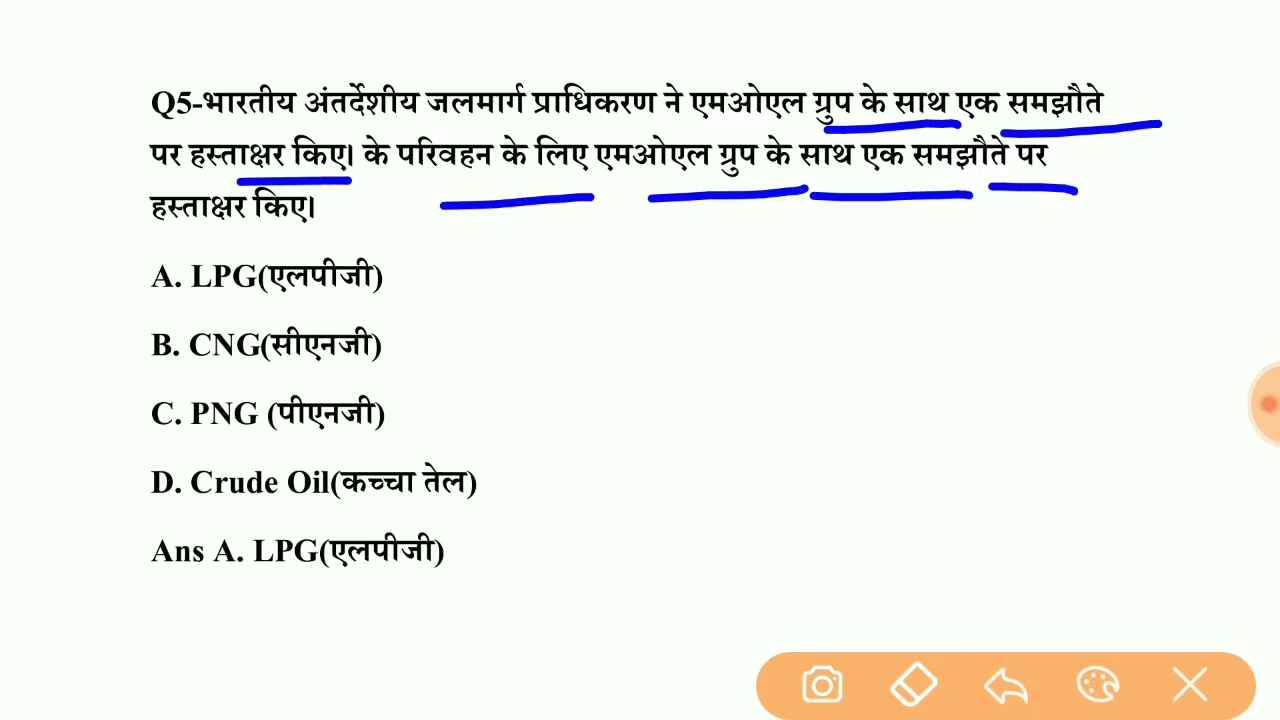 Q5-भारतीय अंतर्देशीय जलमार्ग प्राधिकरण ने एमओएल ग्रुप के साथ एक समझौते
पर हस्ताक्षर किए। के परिवहन के लिए एमओएल ग्रुप के साथ एक समझौते पर
हस्ताक्षर किए।
A. LPG(एलपीजी)
B. CNG(सीएनजी)
C. PNG (पीएनजी)
D. Crude Oil(कच्चा तेल)
Ans A. LPG(एलपीजी)